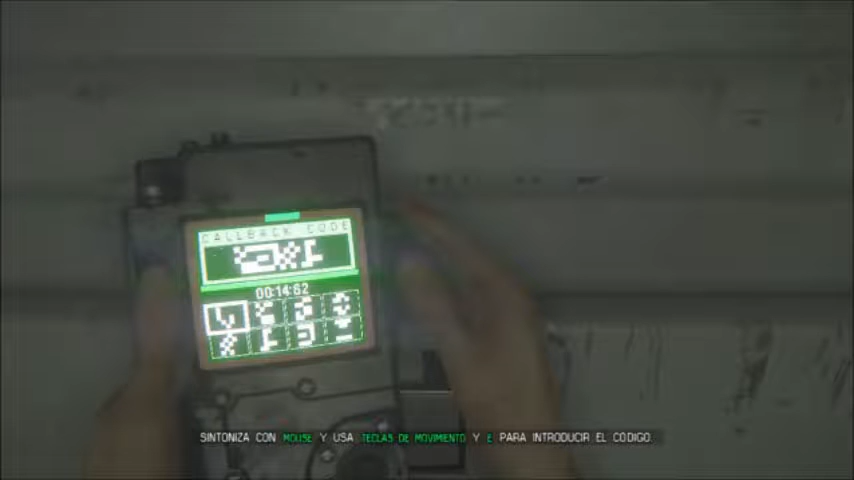 CALLBACK CODE
00:14:62
SINTONIZA CON MOUSE Y USA TECLAS DE MOVIMIENTO Y E PARA INTRODUCIR EL CODIGO.